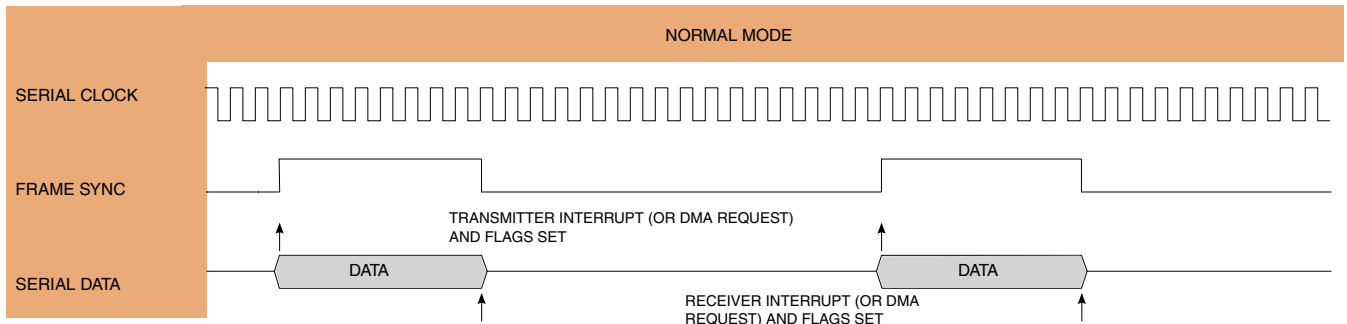 NORMAL MODE
SERIAL CLOCK
FRAME SYNC
TRANSMITTER INTERRUPT (OR DMA REQUEST)
AND FLAGS SET
SERIAL DATA
DATA
DATA
RECEIVER INTERRUPT (OR DMA
REQUEST) AND FLAGS SET